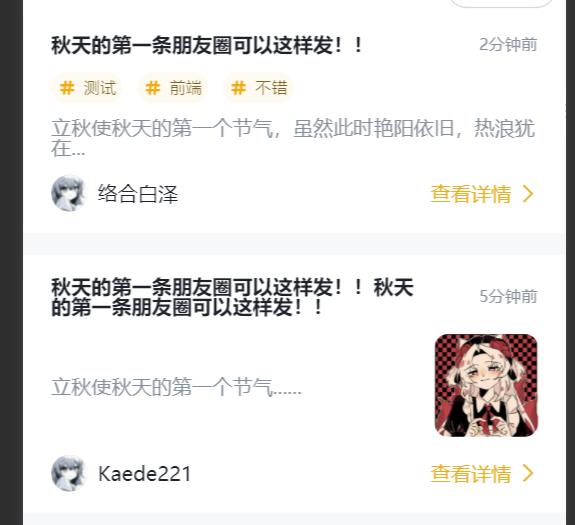 秋天的第一条朋友圈可以这样发！！
2分钟前
# 测试 # 前端 # 不错
立秋使秋天的第一个节气，虽然此时艳阳依旧，热浪犹
在...
络合白泽
查看详情 >
秋天的第一条朋友圈可以这样发！！秋天
的第一条朋友圈可以这样发！！
5分钟前
立秋使秋天的第一个节气......
Kaede221
查看详情 >